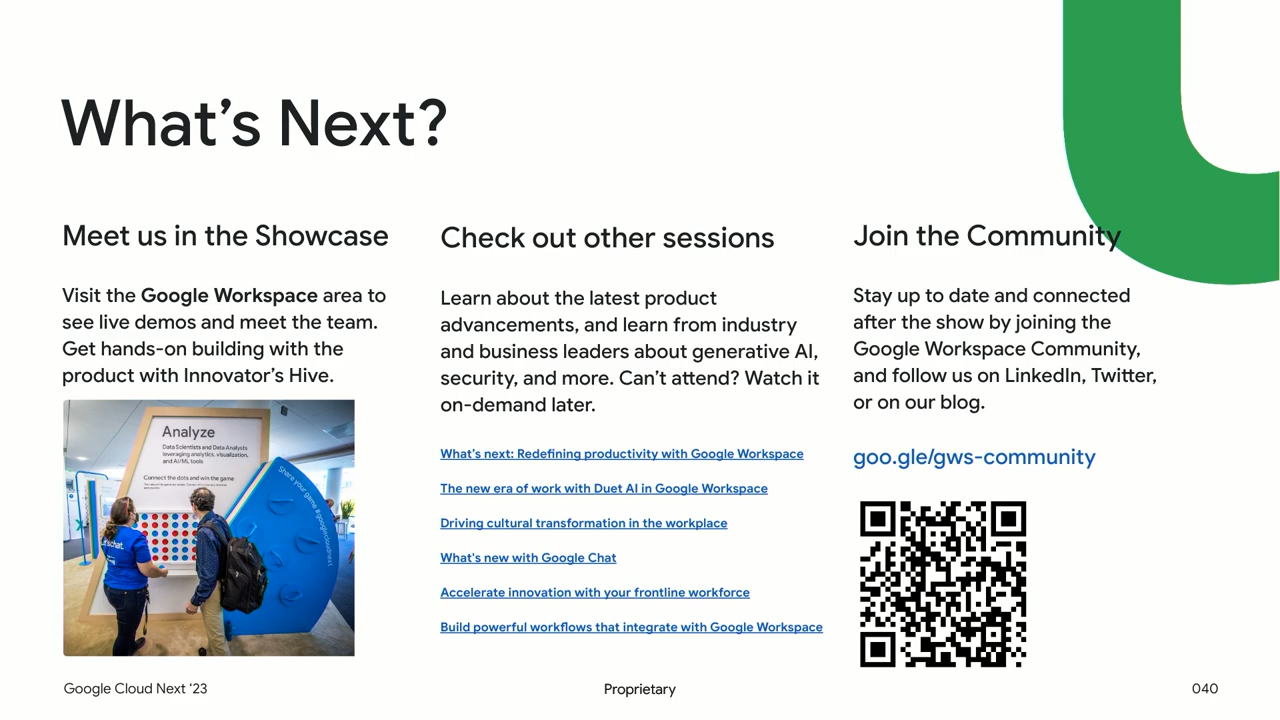 What’s Next?
Meet us in the Showcase
Visit the Google Workspace area to
see live demos and meet the team.
Get hands-on building with the
product with Innovator’s Hive.
Analyze
Data Scientists and Data Analysts
leveraging analytics, visualization,
and AI/ML tools
Connect the dots and win the game
Share your game #googlecloudnext
Let's chat.
Check out other sessions
Learn about the latest product
advancements, and learn from industry
and business leaders about generative AI,
security, and more. Can’t attend? Watch it
on-demand later.
What’s next: Redefining productivity with Google Workspace
The new era of work with Duet AI in Google Workspace
Driving cultural transformation in the workplace
What's new with Google Chat
Accelerate innovation with your frontline workforce
Build powerful workflows that integrate with Google Workspace
Join the Community
Stay up to date and connected
after the show by joining the
Google Workspace Community,
and follow us on LinkedIn, Twitter,
or on our blog.
goo.gle/gws-community
Google Cloud Next ‘23
Proprietary
040